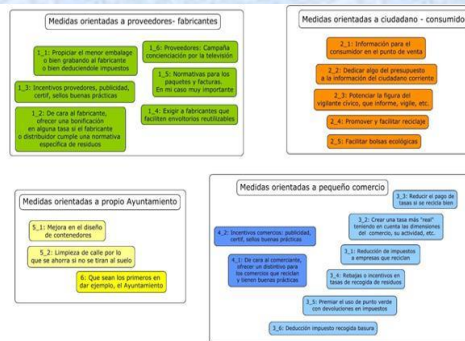 Medidas orientadas a proveedores- fabricantes
1_1: Propiciar el menor embalage
o bien grabando al fabricante
o bien deduciendole impuestos
1_6: Proveedores: Campaña
concienciación por la televisión
1_5: Normativas para los
paquetes y facturas.
En mi caso muy importante
1_3: Incentivos provedores, publicidad,
certif, sellos buenas prácticas
1_4: Exigir a fabricantes que
faciliten envoltorios reutilizables
1_2: De cara al fabricante,
ofrecer una bonificación
en alguna tasa si el fabricante
o distribuidor cumple una normativa
específica de residuos
Medidas orientadas a ciudadano - consumido
2_1: Información para el
consumidor en el punto de venta
2_2: Dedicar algo del presupuesto
a la información del ciudadano corriente
2_3: Potenciar la figura del
vigilante cívico, que informe, vigile, etc.
2_4: Promover y facilitar reciclaje
2_5: Facilitar bolsas ecológicas
Medidas orientadas a propio Ayuntamiento
5_1: Mejora en el diseño
de contenedores
5_2: Limpieza de calle por lo
que se ahorra si no se tiran al suelo
6: Que sean los primeros en
dar ejemplo, el Ayuntamiento
Medidas orientadas a pequeño comercio
3_3: Reducir el pago de
tasas si se recicla bien
3_2: Crear una tase más "real"
teniendo en cuenta las dimensiones
del comercio, su actividad, etc.
4_2: Incentivos comercios: publicidad,
certif, sellos buenas prácticas
3_1: Reducción de impuestos
a empresas que reciclen
4_1: De cara al comerciante,
ofrecer un distintivo para
los comercios que reciclen
y tienen buenas prácticas
3_4: Rebajas o incentivos en
tasas de recogida de residuos
3_5: Premiar el uso de punto verde
con devoluciones en impuestos
3_6: Deducción impuesto recogida basura